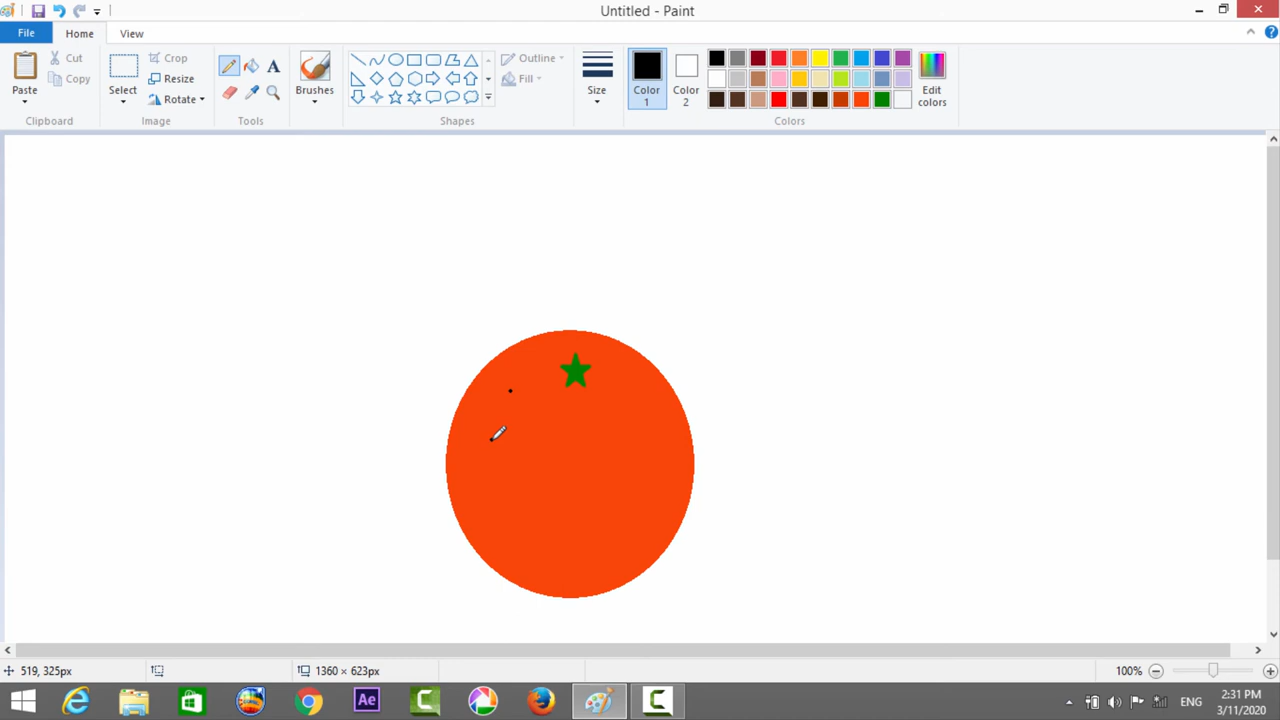 Untitled - Paint
File
Home
View
Paste
Cut
Copy
Clipboard
Select
Crop
Resize
Rotate
Image
A
Tools
Brushes
Outline
Fill
Shapes
Size
Color 1
Color 2
Edit colors
Colors
519, 325px
1360 × 623px
100%
Ae
ENG
2:31 PM
3/11/2020